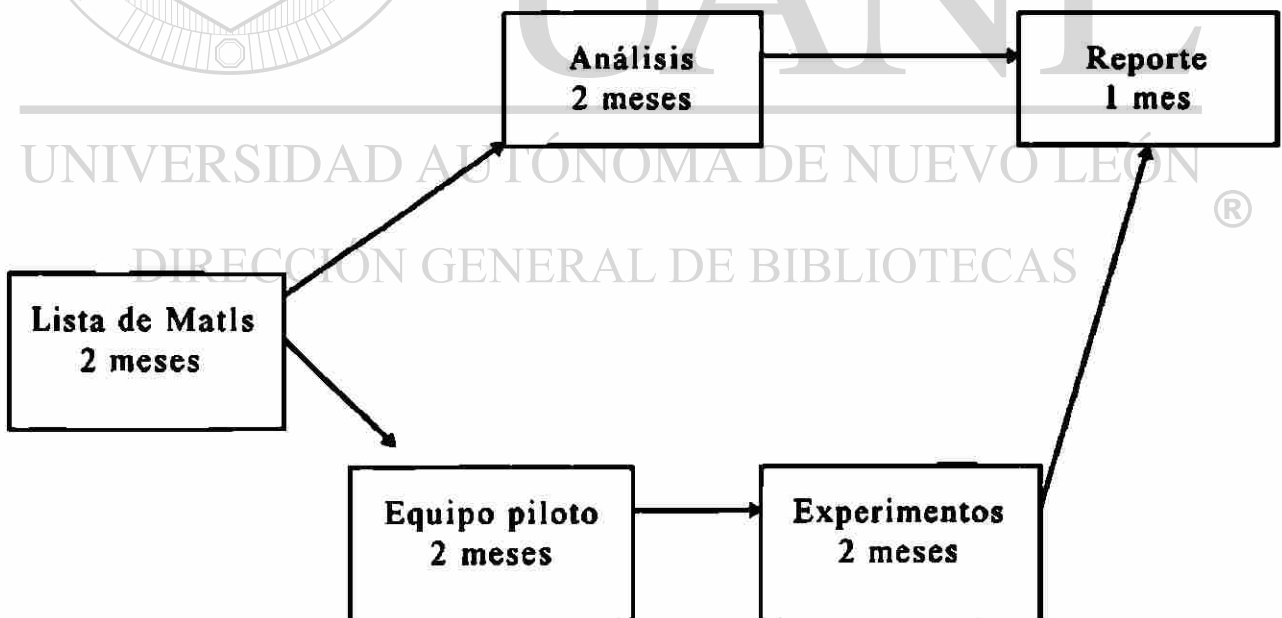 UANL
Análisis
2 meses
Reporte
1 mes
UNIVERSIDAD AUTÓNOMA DE NUEVO LEÓN
®
DIRECCIÓN GENERAL DE BIBLIOTECAS
Lista de Matls
2 meses
Equipo piloto
2 meses
Experimentos
2 meses